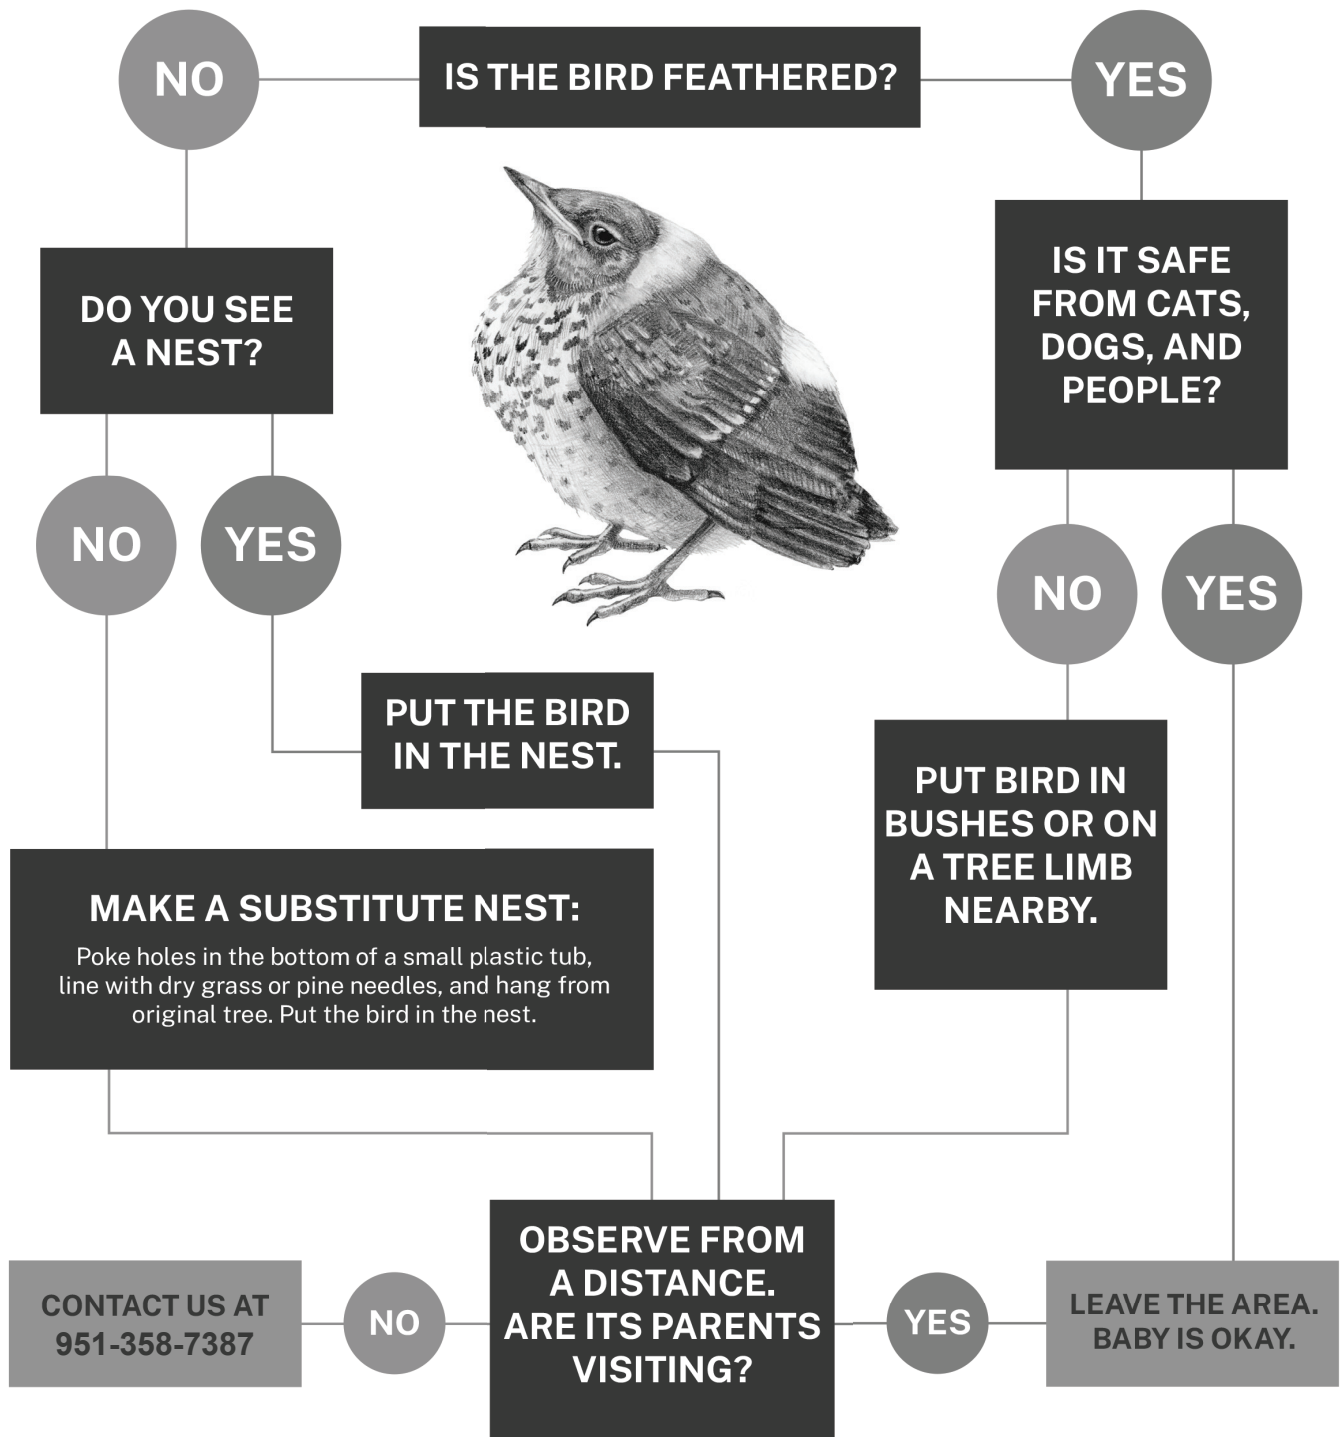 NO
IS THE BIRD FEATHERED?
YES
DO YOU SEE
A NEST?
IS IT SAFE
FROM CATS,
DOGS, AND
PEOPLE?
NO
YES
NO
YES
PUT THE BIRD
IN THE NEST.
PUT BIRD IN
BUSHES OR ON
A TREE LIMB
NEARBY.
MAKE A SUBSTITUTE NEST:
Poke holes in the bottom of a small plastic tub,
line with dry grass or pine needles, and hang from
original tree. Put the bird in the nest.
OBSERVE FROM
A DISTANCE.
ARE ITS PARENTS
VISITING?
NO
CONTACT US AT
951-358-7387
YES
LEAVE THE AREA.
BABY IS OKAY.